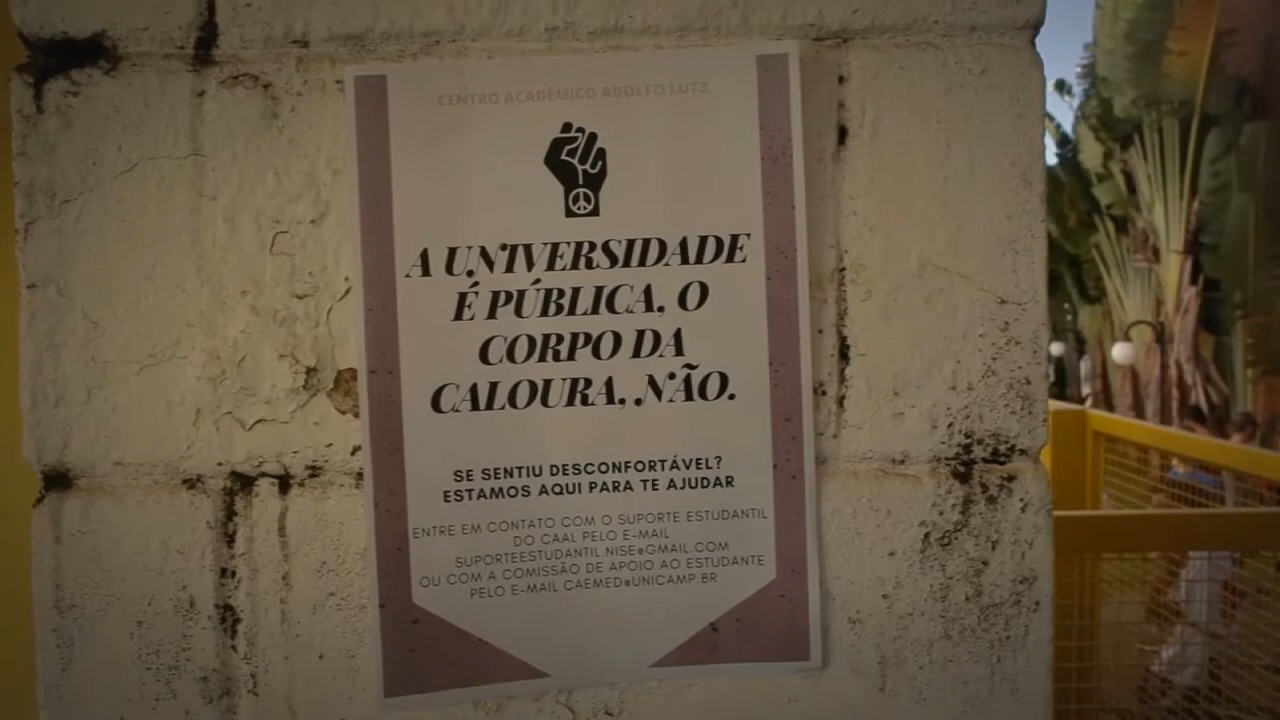 CENTRO ACADÊMICO ADOLFO LUTZ
A UNIVERSIDADE
É PÚBLICA, O
CORPO DA
CALOURA, NÃO.
SE SENTIU DESCONFORTÁVEL?
ESTAMOS AQUI PARA TE AJUDAR
ENTRE EM CONTATO COM O SUPORTE ESTUDANTIL
DO CAAL PELO E-MAIL
SUPORTEESTUDANTIL.NISE@GMAIL.COM
OU COM A COMISSÃO DE APOIO AO ESTUDANTE
PELO E-MAIL CAEMED@UNICAMP.BR